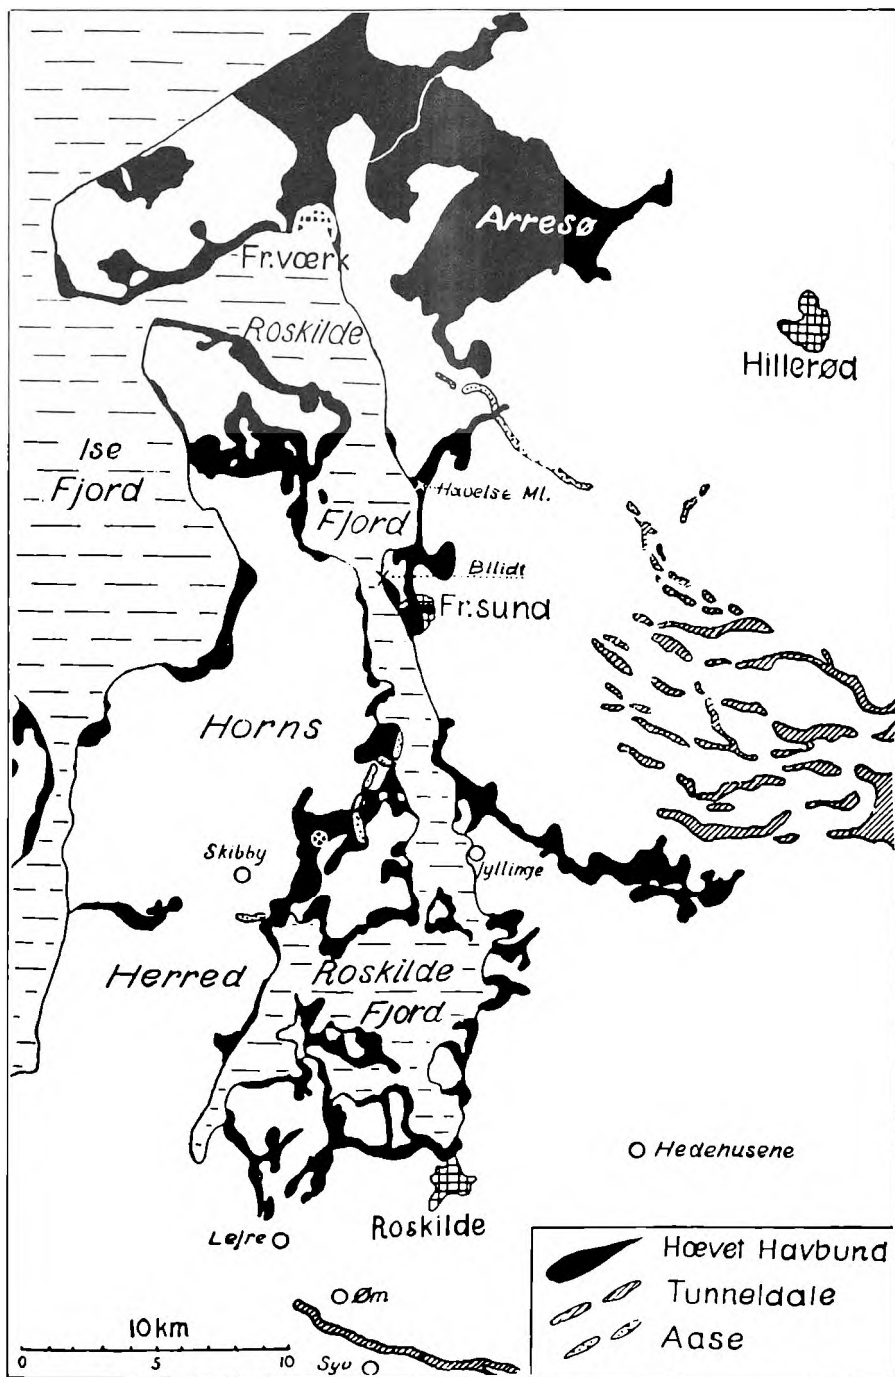 Arresø
Fr.værk
Roskilde
Hillerød
Ise
Fjord
Fjord
Havelse Ml.
Bilidt
Fr.sund
Horns
Skibby
Jyllinge
Herred
Roskilde
Fjord
Hedehusene
Roskilde
Lejre
Øm
10 km
0 5 10
Syv
Hævet Havbund
Tunneldale
Aase